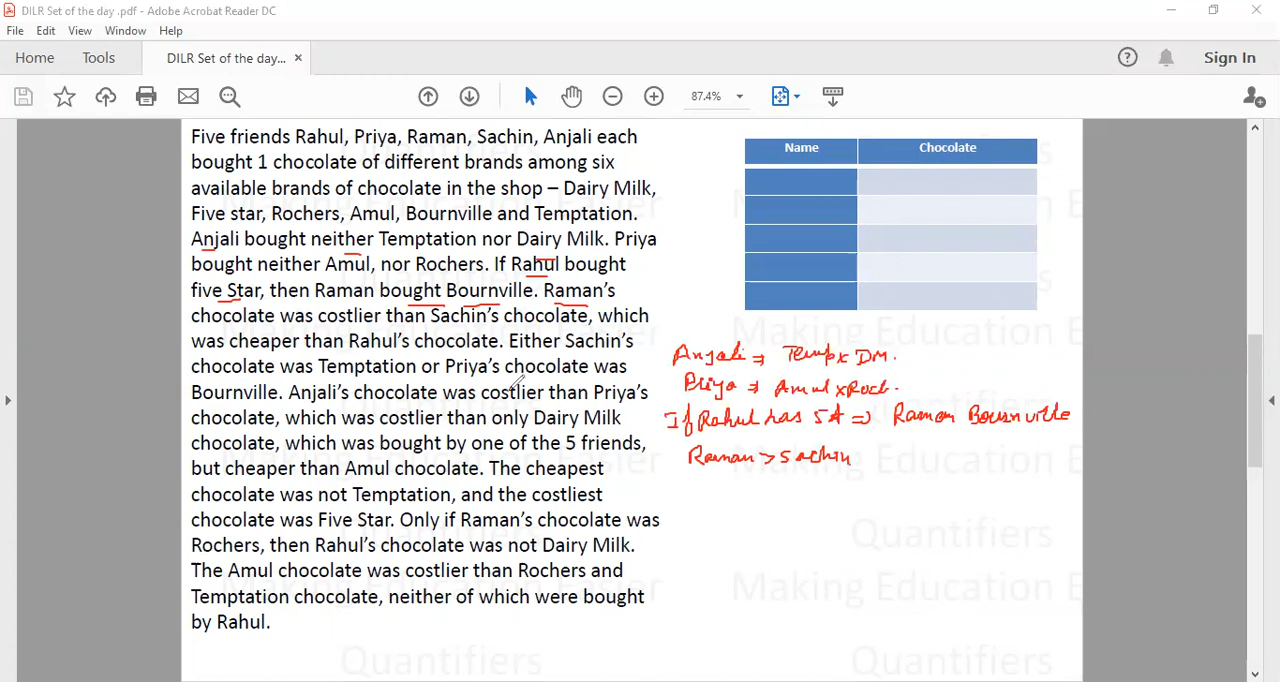 DILR Set of the day .pdf - Adobe Acrobat Reader DC
File Edit View Window Help
Home Tools DILR Set of the day... × Sign In
87.4%
Five friends Rahul, Priya, Raman, Sachin, Anjali each
bought 1 chocolate of different brands among six
available brands of chocolate in the shop – Dairy Milk,
Five star, Rochers, Amul, Bournville and Temptation.
Anjali bought neither Temptation nor Dairy Milk. Priya
bought neither Amul, nor Rochers. If Rahul bought
five Star, then Raman bought Bournville. Raman's
chocolate was costlier than Sachin's chocolate, which
was cheaper than Rahul's chocolate. Either Sachin's
chocolate was Temptation or Priya's chocolate was
Bournville. Anjali's chocolate was costlier than Priya's
chocolate, which was costlier than only Dairy Milk
chocolate, which was bought by one of the 5 friends,
but cheaper than Amul chocolate. The cheapest
chocolate was not Temptation, and the costliest
chocolate was Five Star. Only if Raman's chocolate was
Rochers, then Rahul's chocolate was not Dairy Milk.
The Amul chocolate was costlier than Rochers and
Temptation chocolate, neither of which were bought
by Rahul.
Name Chocolate
Anjali ⇒ Temp x DM.
Priya ⇒ Amul x Roch.
If Rahul has 5 A ⇒ Raman Bournville
Raman > Sachin
Making Education Easier
Quantifiers